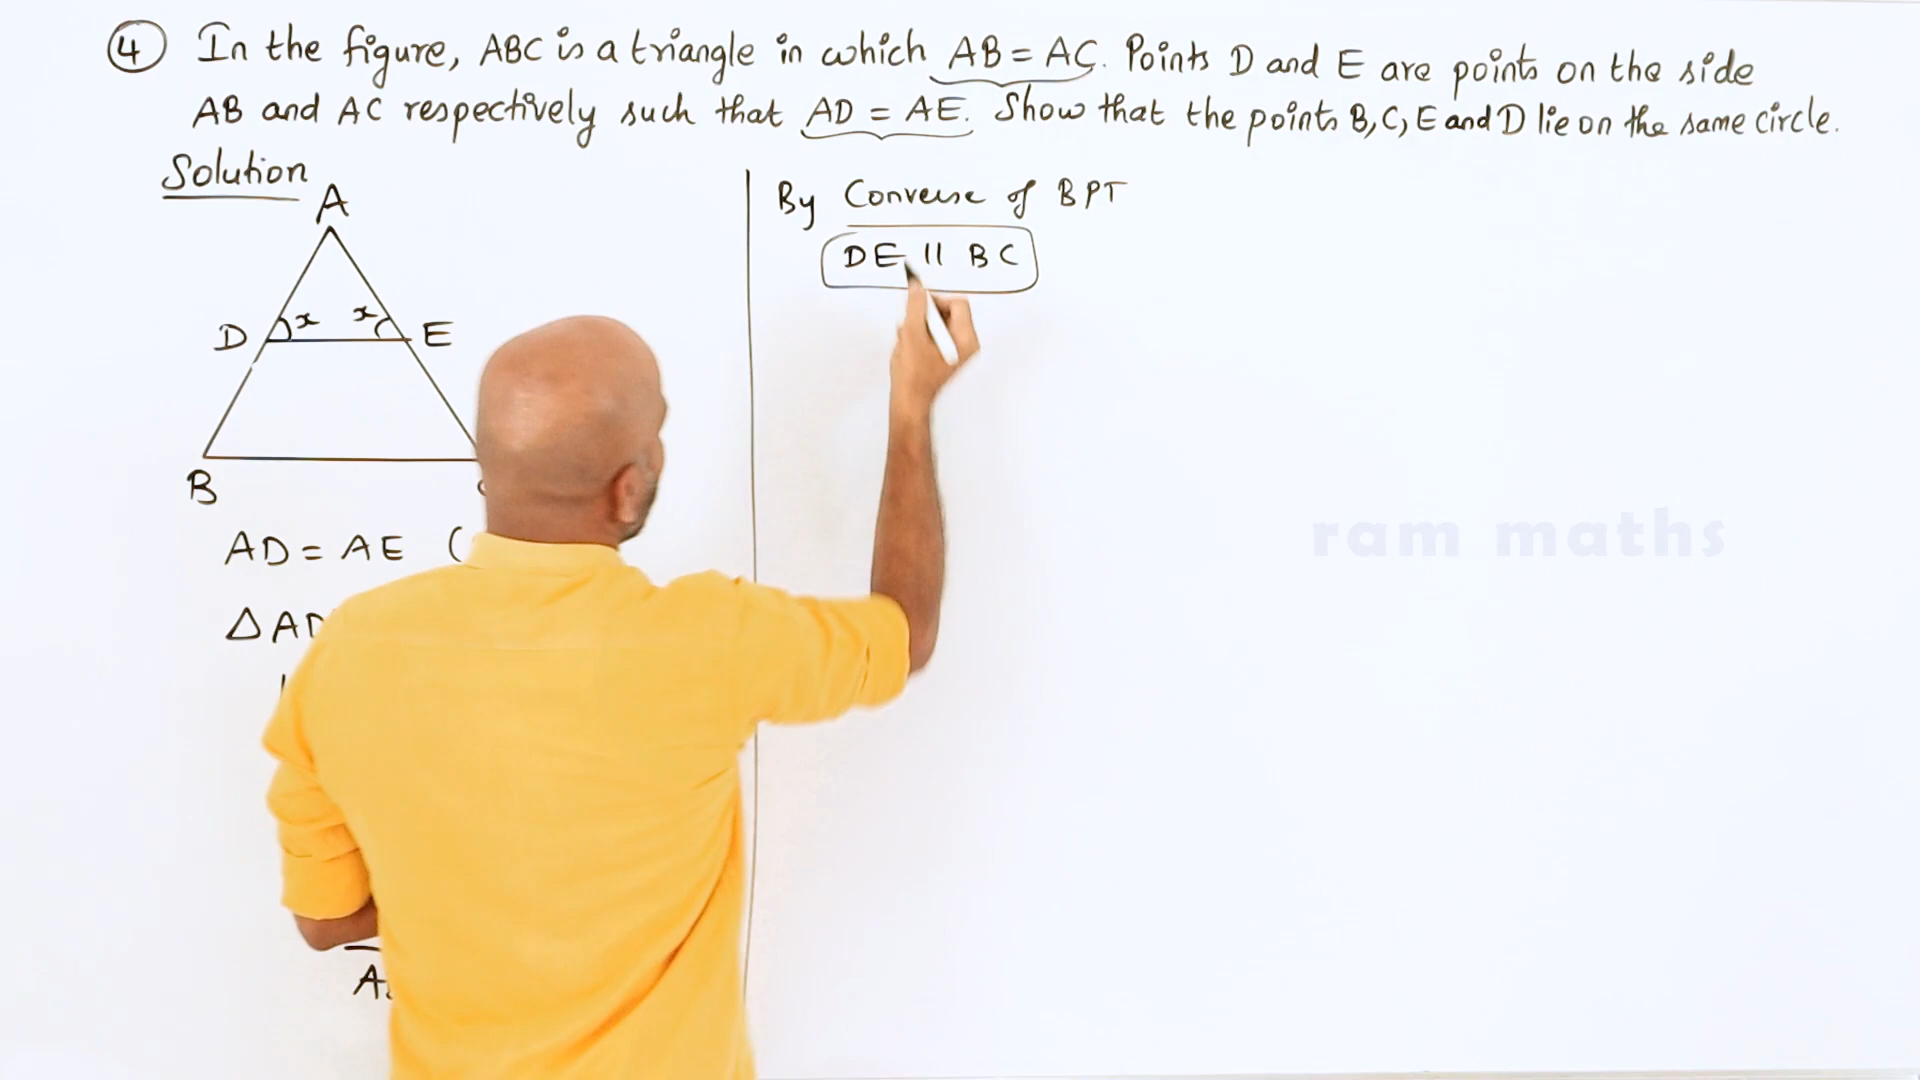 4 In the figure, ABC is a triangle in which AB = AC. Points D and E are points on the side
AB and AC respectively such that AD = AE. Show that the points B, C, E and D lie on the same circle.
Solution
A
D x x E
B
AD = AE (
△AD
A
By Converse of BPT
DE || BC
ram maths